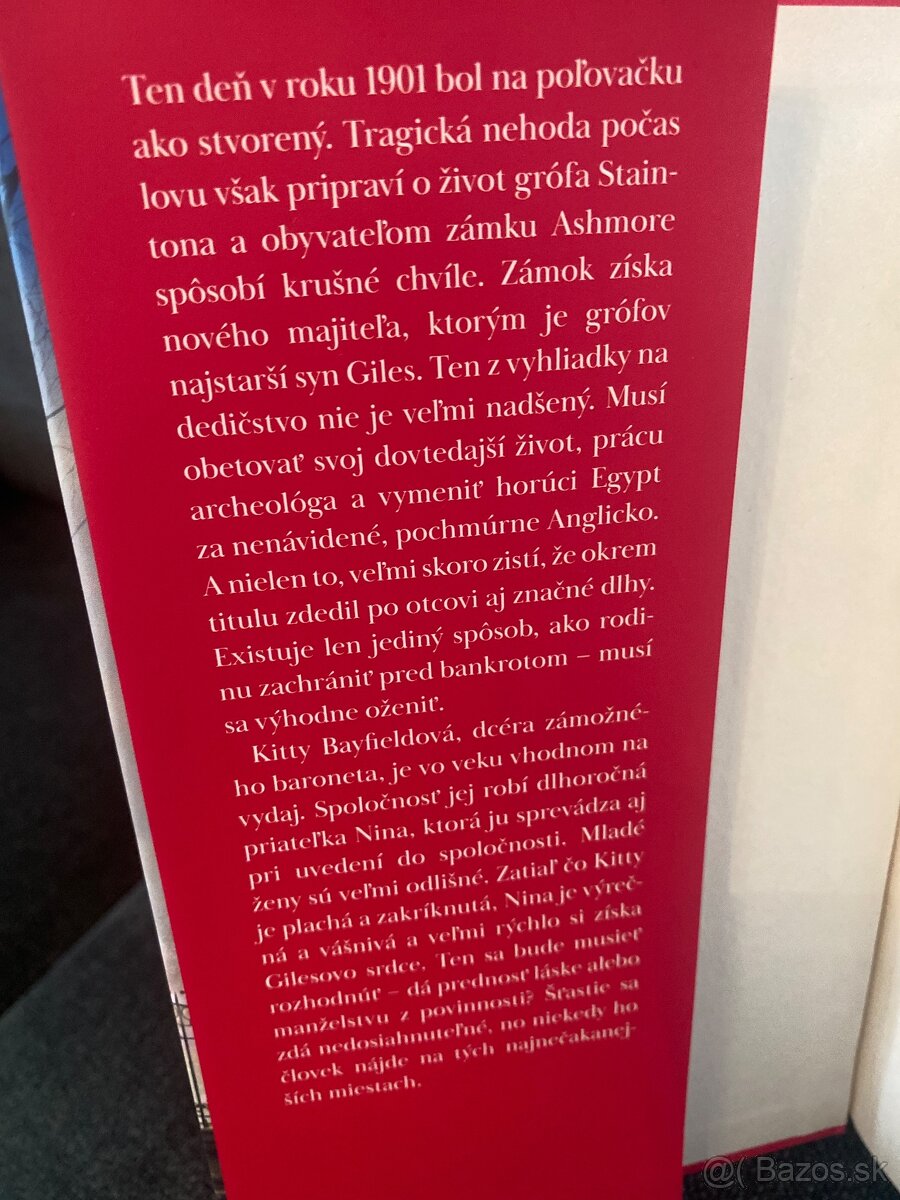 Ten deň v roku 1901 bol na poľovačku
ako stvorený. Tragická nehoda počas
lovu však pripraví o život grófa Stain-
tona a obyvateľom zámku Ashmore
spôsobí krušné chvíle. Zámok získa
nového majiteľa, ktorým je grófov
najstarší syn Giles. Ten z vyhliadky na
dedičstvo nie je veľmi nadšený. Musí
obetovať svoj dovtedajší život, prácu
archeológa a vymeniť horúci Egypt
za nenávidené, pochmúrne Anglicko.
A nielen to, veľmi skoro zistí, že okrem
titulu zdedil po otcovi aj značné dlhy.
Existuje len jediný spôsob, ako rodi-
nu zachrániť pred bankrotom – musí
sa výhodne oženiť.
Kitty Bayfieldová, dcéra zámožné-
ho baroneta, je vo veku vhodnom na
vydaj. Spoločnosť jej robí dlhoročná
priateľka Nina, ktorá ju sprevádza aj
pri uvedení do spoločnosti. Mladé
ženy sú veľmi odlišné. Zatiaľ čo Kitty
je plachá a zakríknutá, Nina je výreč-
ná a vášnivá a veľmi rýchlo si získa
Gilesovo srdce. Ten sa bude musieť
rozhodnúť – dá prednosť láske alebo
manželstvu z povinnosti? Šťastie sa
zdá nedosiahnuteľné, no niekedy ho
človek nájde na tých najnečakanej-
ších miestach.
@( Bazos.sk